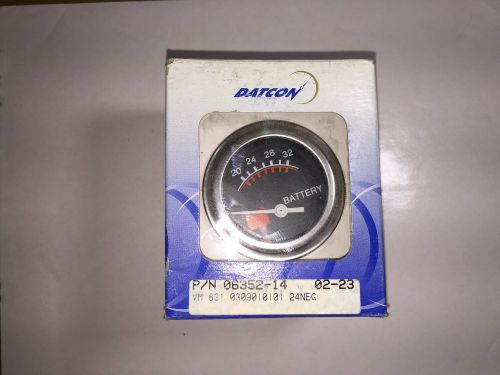 DATCON
20 24 28 32
BATTERY
P/N 06352-14 02-23
VM 831 0309010101 24NEG